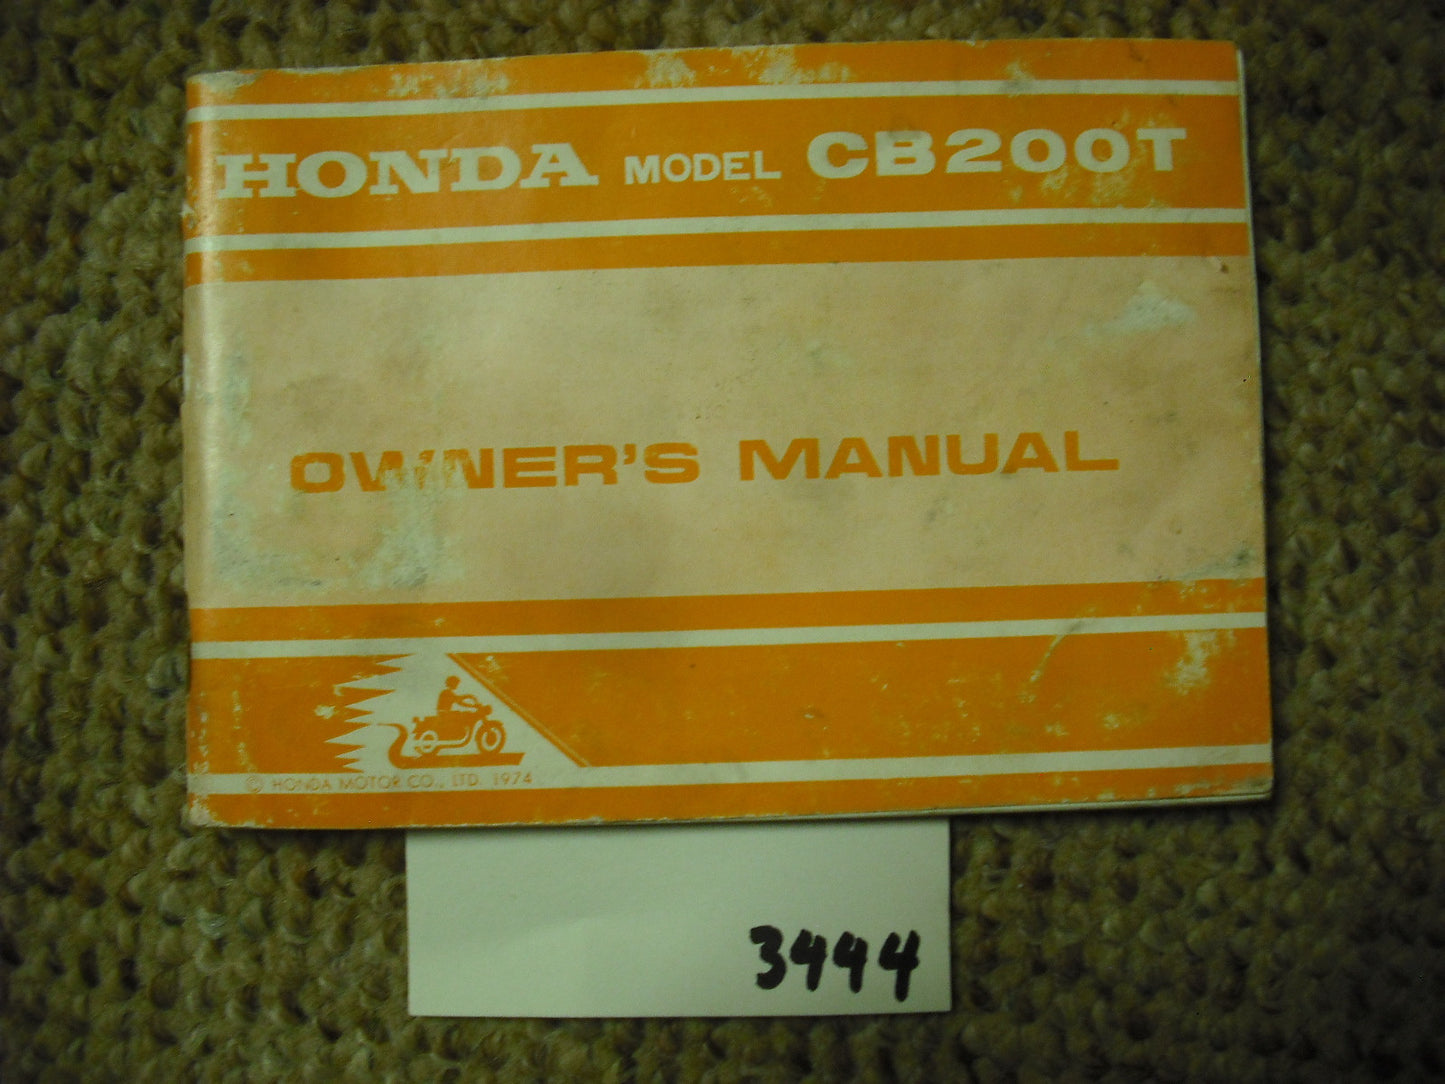 HONDA MODEL CB200T
OWNER'S MANUAL
© HONDA MOTOR CO., LTD. 1974
3444